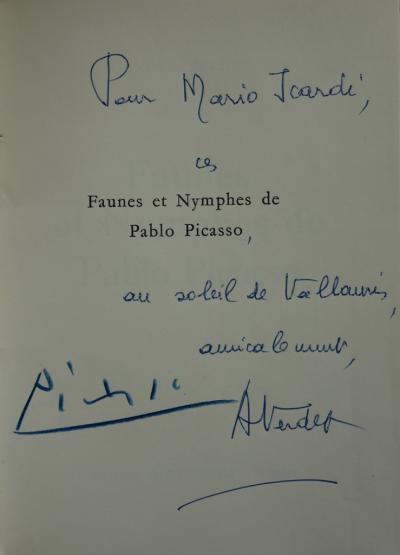 Pour Mario Icardi,
ces
Faunes et Nymphes de
Pablo Picasso,
au soleil de Vallauris,
amicalement,
Picasso
AVerdet